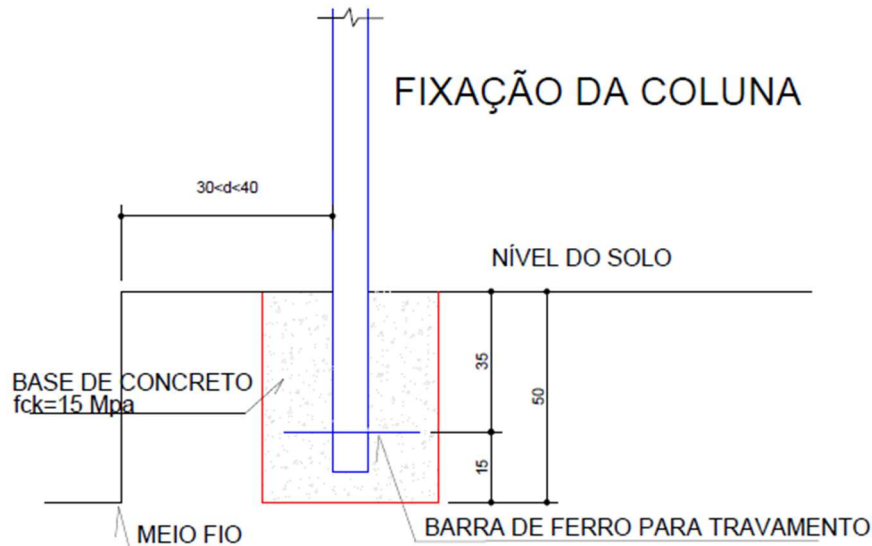 FIXAÇÃO DA COLUNA
30<d<40
NÍVEL DO SOLO
35
50
BASE DE CONCRETO
fck=15 Mpa
15
BARRA DE FERRO PARA TRAVAMENTO
MEIO FIO